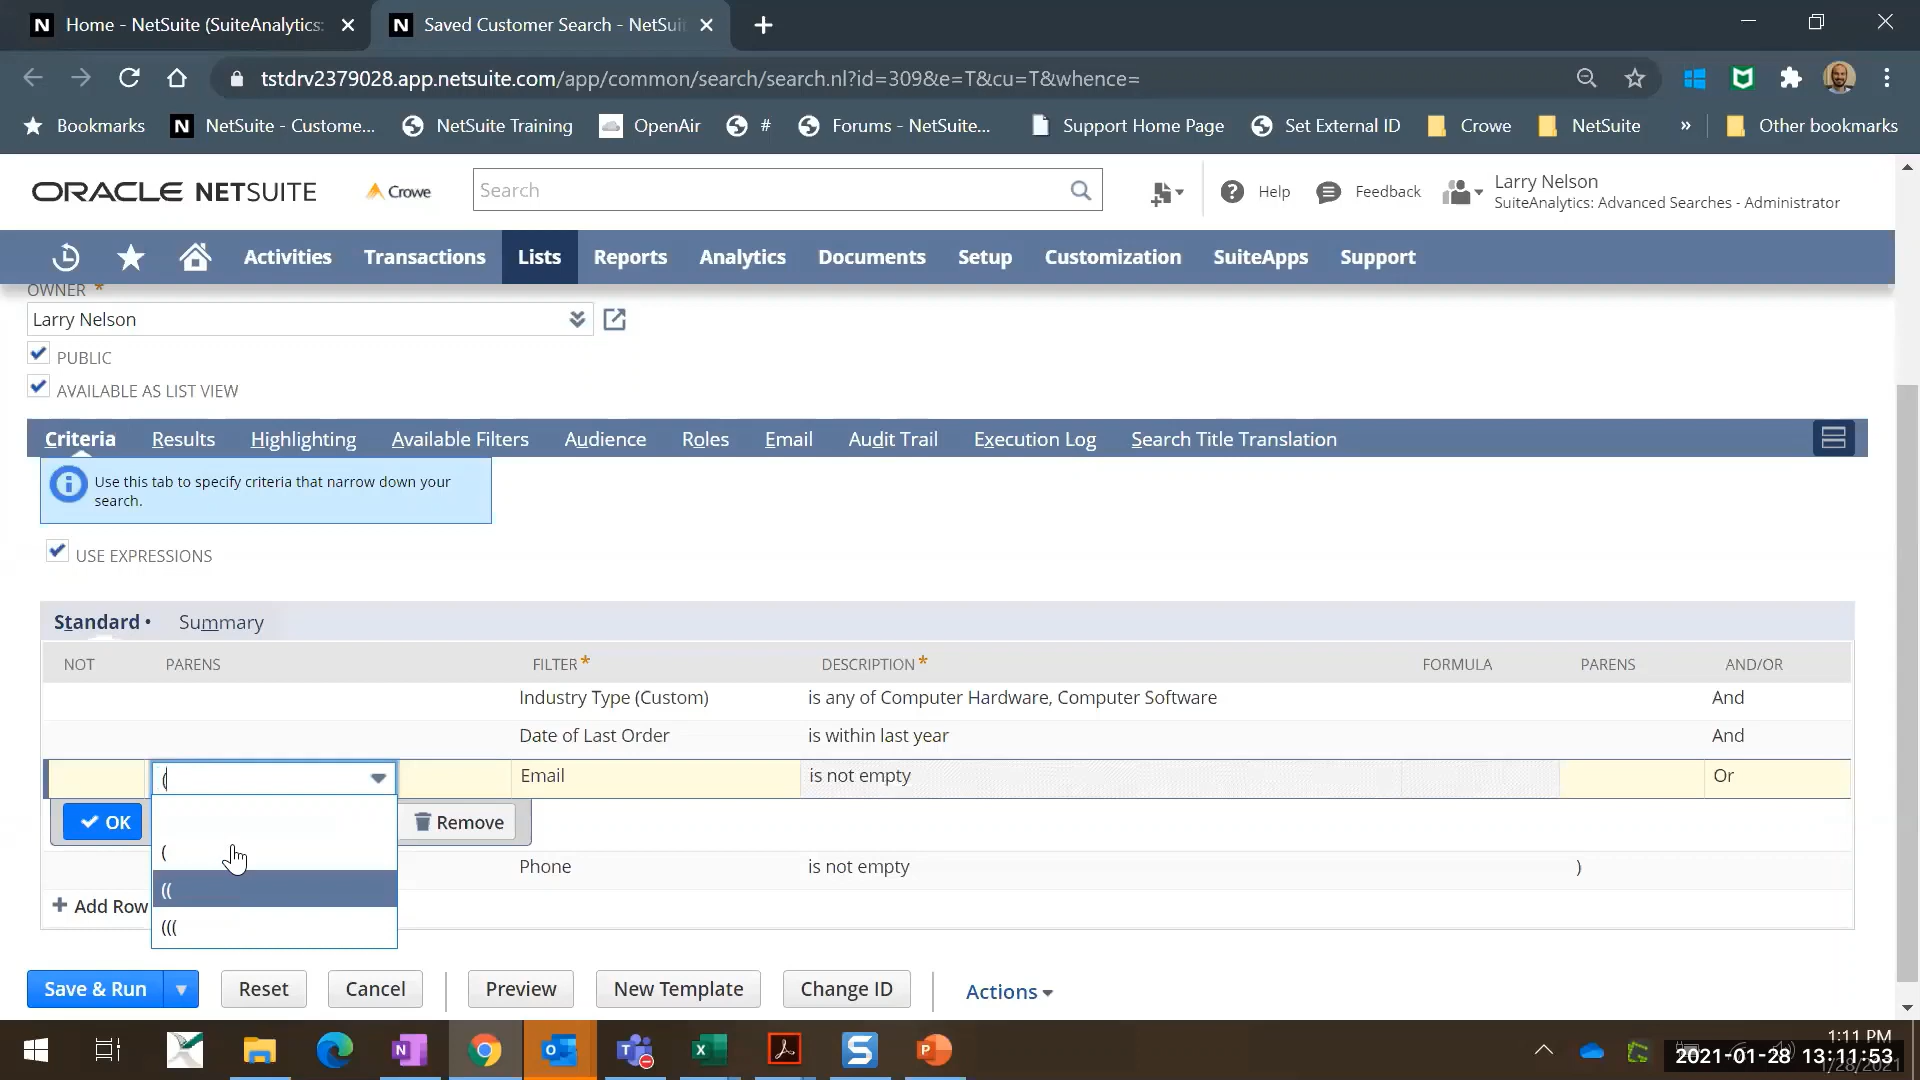 Home - NetSuite (SuiteAnalytics:
Saved Customer Search - NetSui
tstdrv2379028.app.netsuite.com/app/common/search/search.nl?id=309&e=T&cu=T&whence=
Bookmarks
NetSuite - Custome...
NetSuite Training
OpenAir
#
Forums - NetSuite...
Support Home Page
Set External ID
Crowe
NetSuite
»
Other bookmarks
ORACLE NETSUITE
Crowe
Search
Help
Feedback
Larry Nelson
SuiteAnalytics: Advanced Searches - Administrator
Activities
Transactions
Lists
Reports
Analytics
Documents
Setup
Customization
SuiteApps
Support
OWNER *
Larry Nelson
PUBLIC
AVAILABLE AS LIST VIEW
Criteria
Results
Highlighting
Available Filters
Audience
Roles
Email
Audit Trail
Execution Log
Search Title Translation
Use this tab to specify criteria that narrow down your
search.
USE EXPRESSIONS
Standard •
Summary
NOT PARENS FILTER * DESCRIPTION * FORMULA PARENS AND/OR
Industry Type (Custom) is any of Computer Hardware, Computer Software And
Date of Last Order is within last year And
( Email is not empty Or
OK
Remove
(
Phone is not empty )
((
Add Row
(((
Save & Run
Reset
Cancel
Preview
New Template
Change ID
Actions
1:11 PM
2021-01-28 13:11:53
1/28/2021